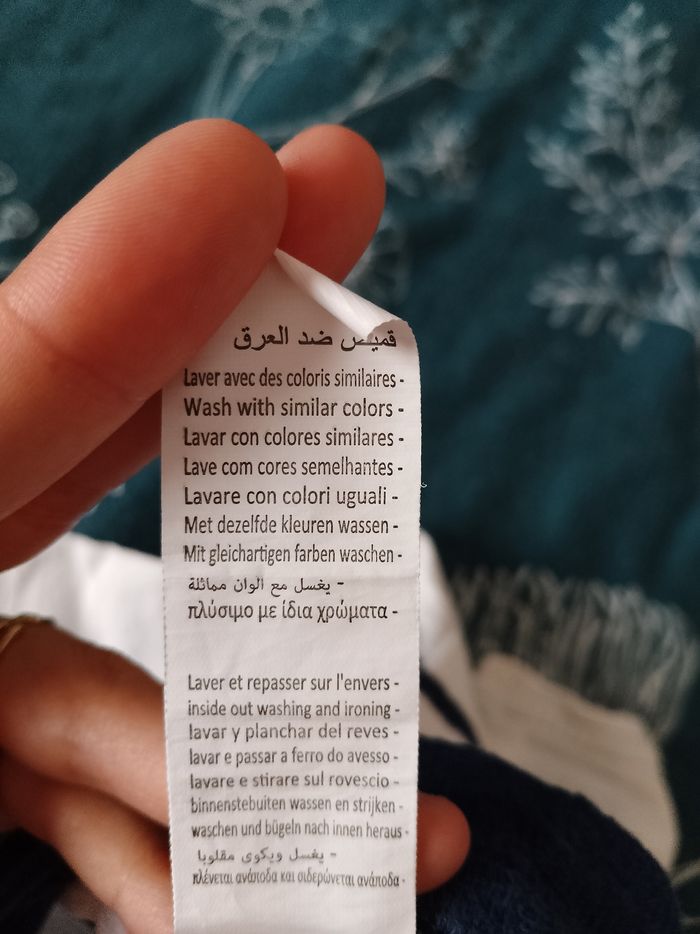 قميص ضد العرق
Laver avec des coloris similaires -
Wash with similar colors -
Lavar con colores similares -
Lave com cores semelhantes -
Lavare con colori uguali -
Met dezelfde kleuren wassen -
Mit gleichartigen farben waschen -
- يغسل مع الوان مماثلة
πλύσιμο με ίδια χρώματα -
Laver et repasser sur l'envers -
inside out washing and ironing -
lavar y planchar del reves -
lavar e passar a ferro do avesso -
lavare e stirare sul rovescio -
binnenstebuiten wassen en strijken -
waschen und bügeln nach innen heraus -
- يغسل ويكوى مقلوبا
πλένεται ανάποδα και σιδερώνεται ανάποδα -